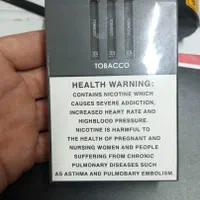 TOBACCO
HEALTH WARNING:
CONTAINS NICOTINE WHICH
CAUSES SEVERE ADDICTION,
INCREASED HEART RATE AND
HIGHBLOOD PRESSURE.
NICOTINE IS HARMFUL TO
THE HEALTH OF PREGNANT AND
NURSING WOMEN AND PEOPLE
SUFFERING FROM CHRONIC
PULMONARY DISEASES SUCH
AS ASTHMA AND PULMOBARY EMBOLISM